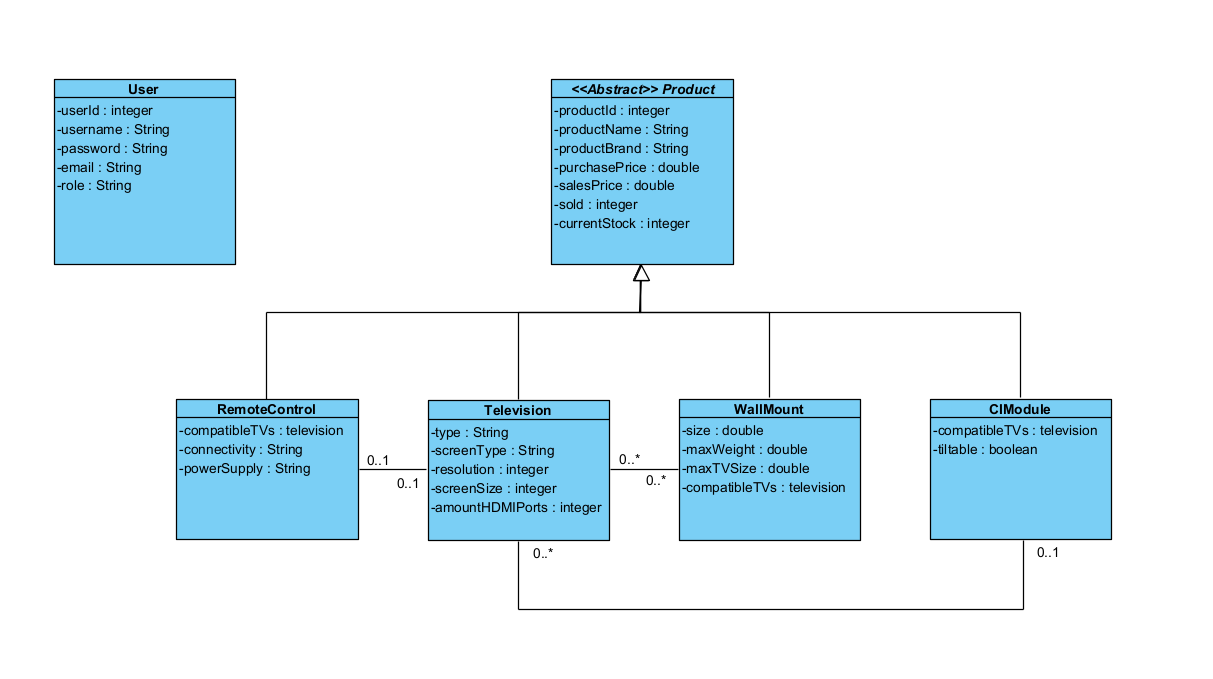 User
-userId : integer
-username : String
-password : String
-email : String
-role : String
<<Abstract>> Product
-productId : integer
-productName : String
-productBrand : String
-purchasePrice : double
-salesPrice : double
-sold : integer
-currentStock : integer
RemoteControl
-compatibleTVs : television
-connectivity : String
-powerSupply : String
0..1
0..1
Television
-type : String
-screenType : String
-resolution : integer
-screenSize : integer
-amountHDMIPorts : integer
0..*
0..*
WallMount
-size : double
-maxWeight : double
-maxTVSize : double
-compatibleTVs : television
CIModule
-compatibleTVs : television
-tiltable : boolean
0..*
0..1